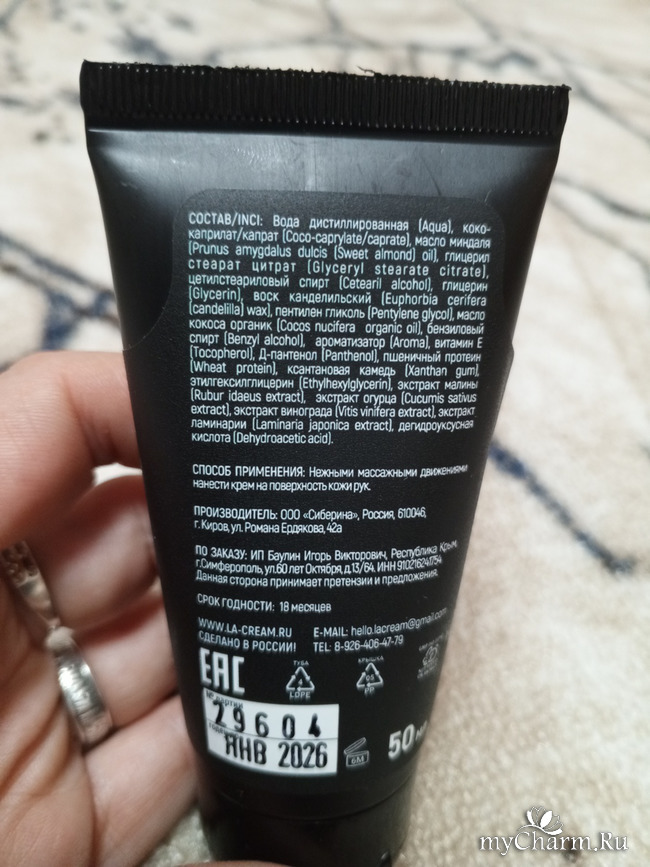 СОСТАВ/INCI: Вода дистиллированная (Aqua), коко-
каприлат/капрат (Coco-caprylate/caprate), масло миндаля
(Prunus amygdalus dulcis (Sweet almond) oil), глицерил
стеарат цитрат (Glyceryl stearate citrate),
цетилстеариловый спирт (Cetearil alcohol), глицерин
(Glycerin), воск кандельильский (Euphorbia cerifera
(candelilla) wax), пентилен гликоль (Pentylene glycol), масло
кокоса органик (Cocos nucifera organic oil), бензиловый
спирт (Benzyl alcohol), ароматизатор (Aroma), витамин Е
(Tocopherol), Д-пантенол (Panthenol), пшеничный протеин
(Wheat protein), ксантановая камедь (Xanthan gum),
этилгексилглицерин (Ethylhexylglycerin), экстракт малины
(Rubur idaeus extract), экстракт огурца (Cucumis sativus
extract), экстракт винограда (Vitis vinifera extract), экстракт
ламинарии (Laminaria japonica extract), дегидроуксусная
кислота (Dehydroacetic acid).
СПОСОБ ПРИМЕНЕНИЯ: Нежными массажными движениями
нанести крем на поверхность кожи рук.
ПРОИЗВОДИТЕЛЬ: ООО «Сиберина», Россия, 610046,
г. Киров, ул. Романа Ердякова, 42а
ПО ЗАКАЗУ: ИП Баулин Игорь Викторович, Республика Крым,
г.Симферополь, ул.60 лет Октября, д.13/64. ИНН 910216241754.
Данная сторона принимает претензии и предложения.
СРОК ГОДНОСТИ: 18 месяцев
WWW.LA-CREAM.RU E-MAIL: hello.lacream@gmail.com
СДЕЛАНО В РОССИИ! TEL: 8-926-406-47-79
EAC
ТУБА
4
LDPE
КРЫШКА
05
PP
№ партии
29604
ЯНВ 2026
6M
50
myCharm.Ru